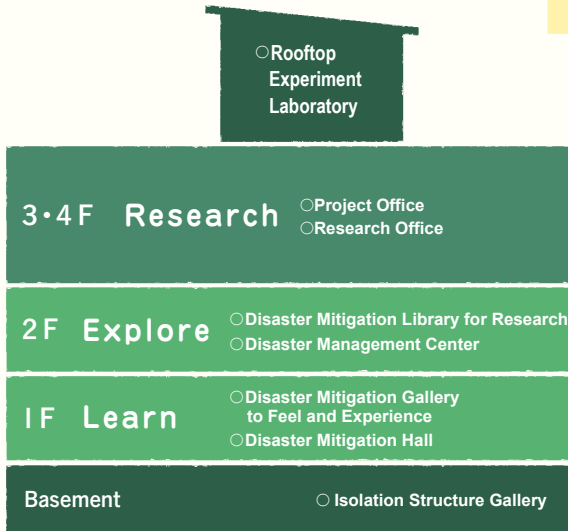 ○Rooftop
Experiment
Laboratory
3・4F Research
○Project Office
○Research Office
2F Explore
○Disaster Mitigation Library for Research
○Disaster Management Center
1F Learn
○Disaster Mitigation Gallery
to Feel and Experience
○Disaster Mitigation Hall
Basement
○ Isolation Structure Gallery